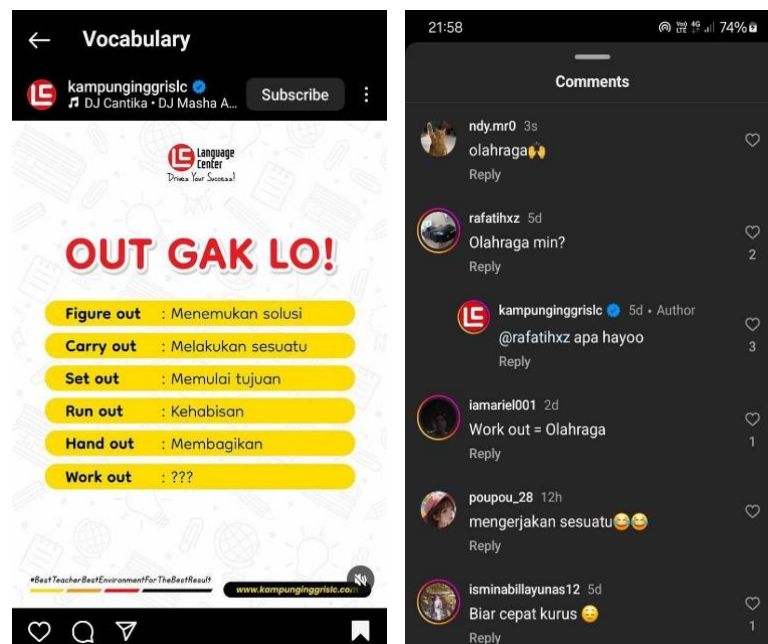 Vocabulary
kampunginggrislc
DJ Cantika • DJ Masha A...
Subscribe
LC Language
Center
Drives Your Success!
OUT GAK LO!
Figure out : Menemukan solusi
Carry out : Melakukan sesuatu
Set out : Memulai tujuan
Run out : Kehabisan
Hand out : Membagikan
Work out : ???
#BestTeacherBestEnvironmentForTheBestResult
www.kampunginggrislc.com
21:58
Vo) LTE 4G 74%
Comments
ndy.mr0 3s
olahraga🙌
Reply
rafatihxz 5d
Olahraga min?
2
Reply
kampunginggrislc 5d • Author
@rafatihxz apa hayoo
3
Reply
iamariel001 2d
Work out = Olahraga
1
Reply
poupou_28 12h
mengerjakan sesuatu😂😂
Reply
isminabillayunas12 5d
Biar cepat kurus 😌
1
Reply